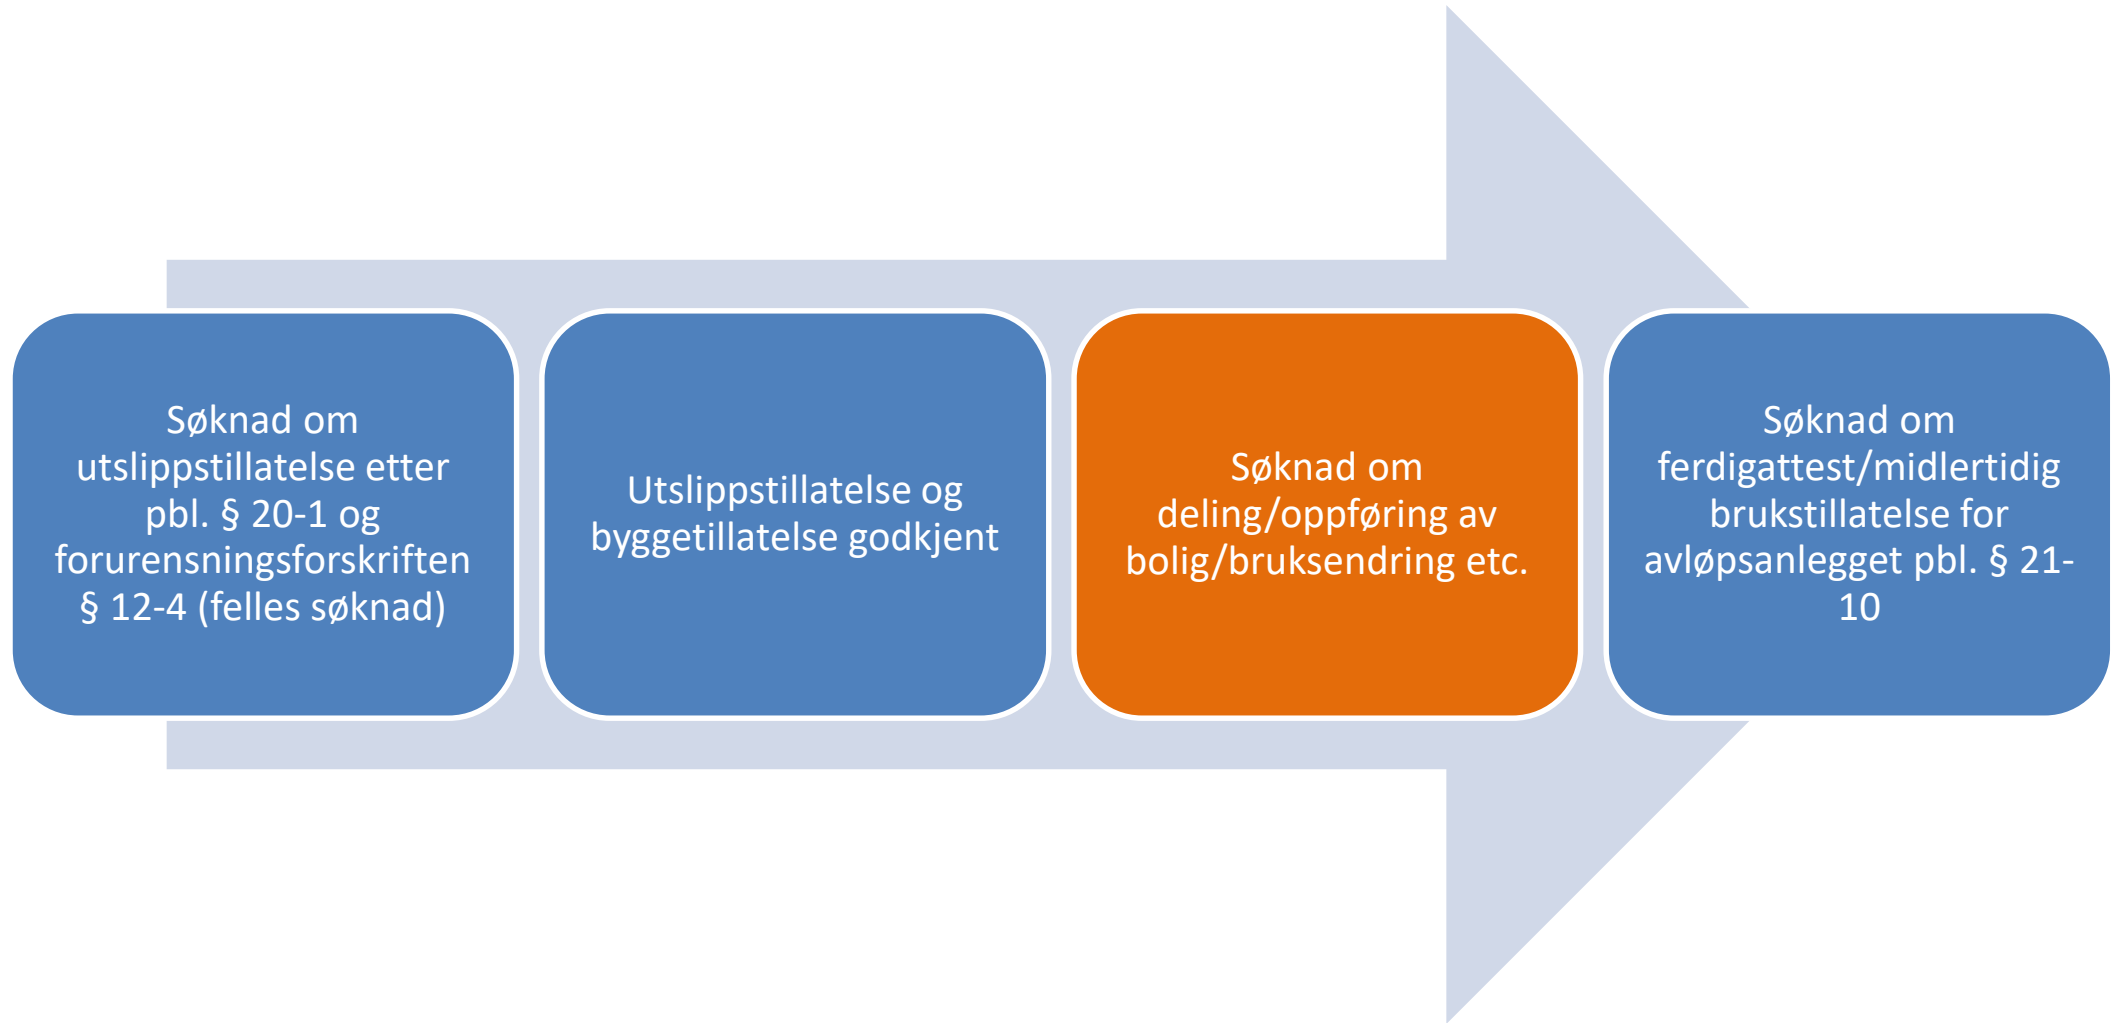 Søknad om
utslippstillatelse etter
pbl. § 20-1 og
forurensningsforskriften
§ 12-4 (felles søknad)
Utslippstillatelse og
byggetillatelse godkjent
Søknad om
deling/oppføring av
bolig/bruksendring etc.
Søknad om
ferdigattest/midlertidig
brukstillatelse for
avløpsanlegget pbl. § 21-
10